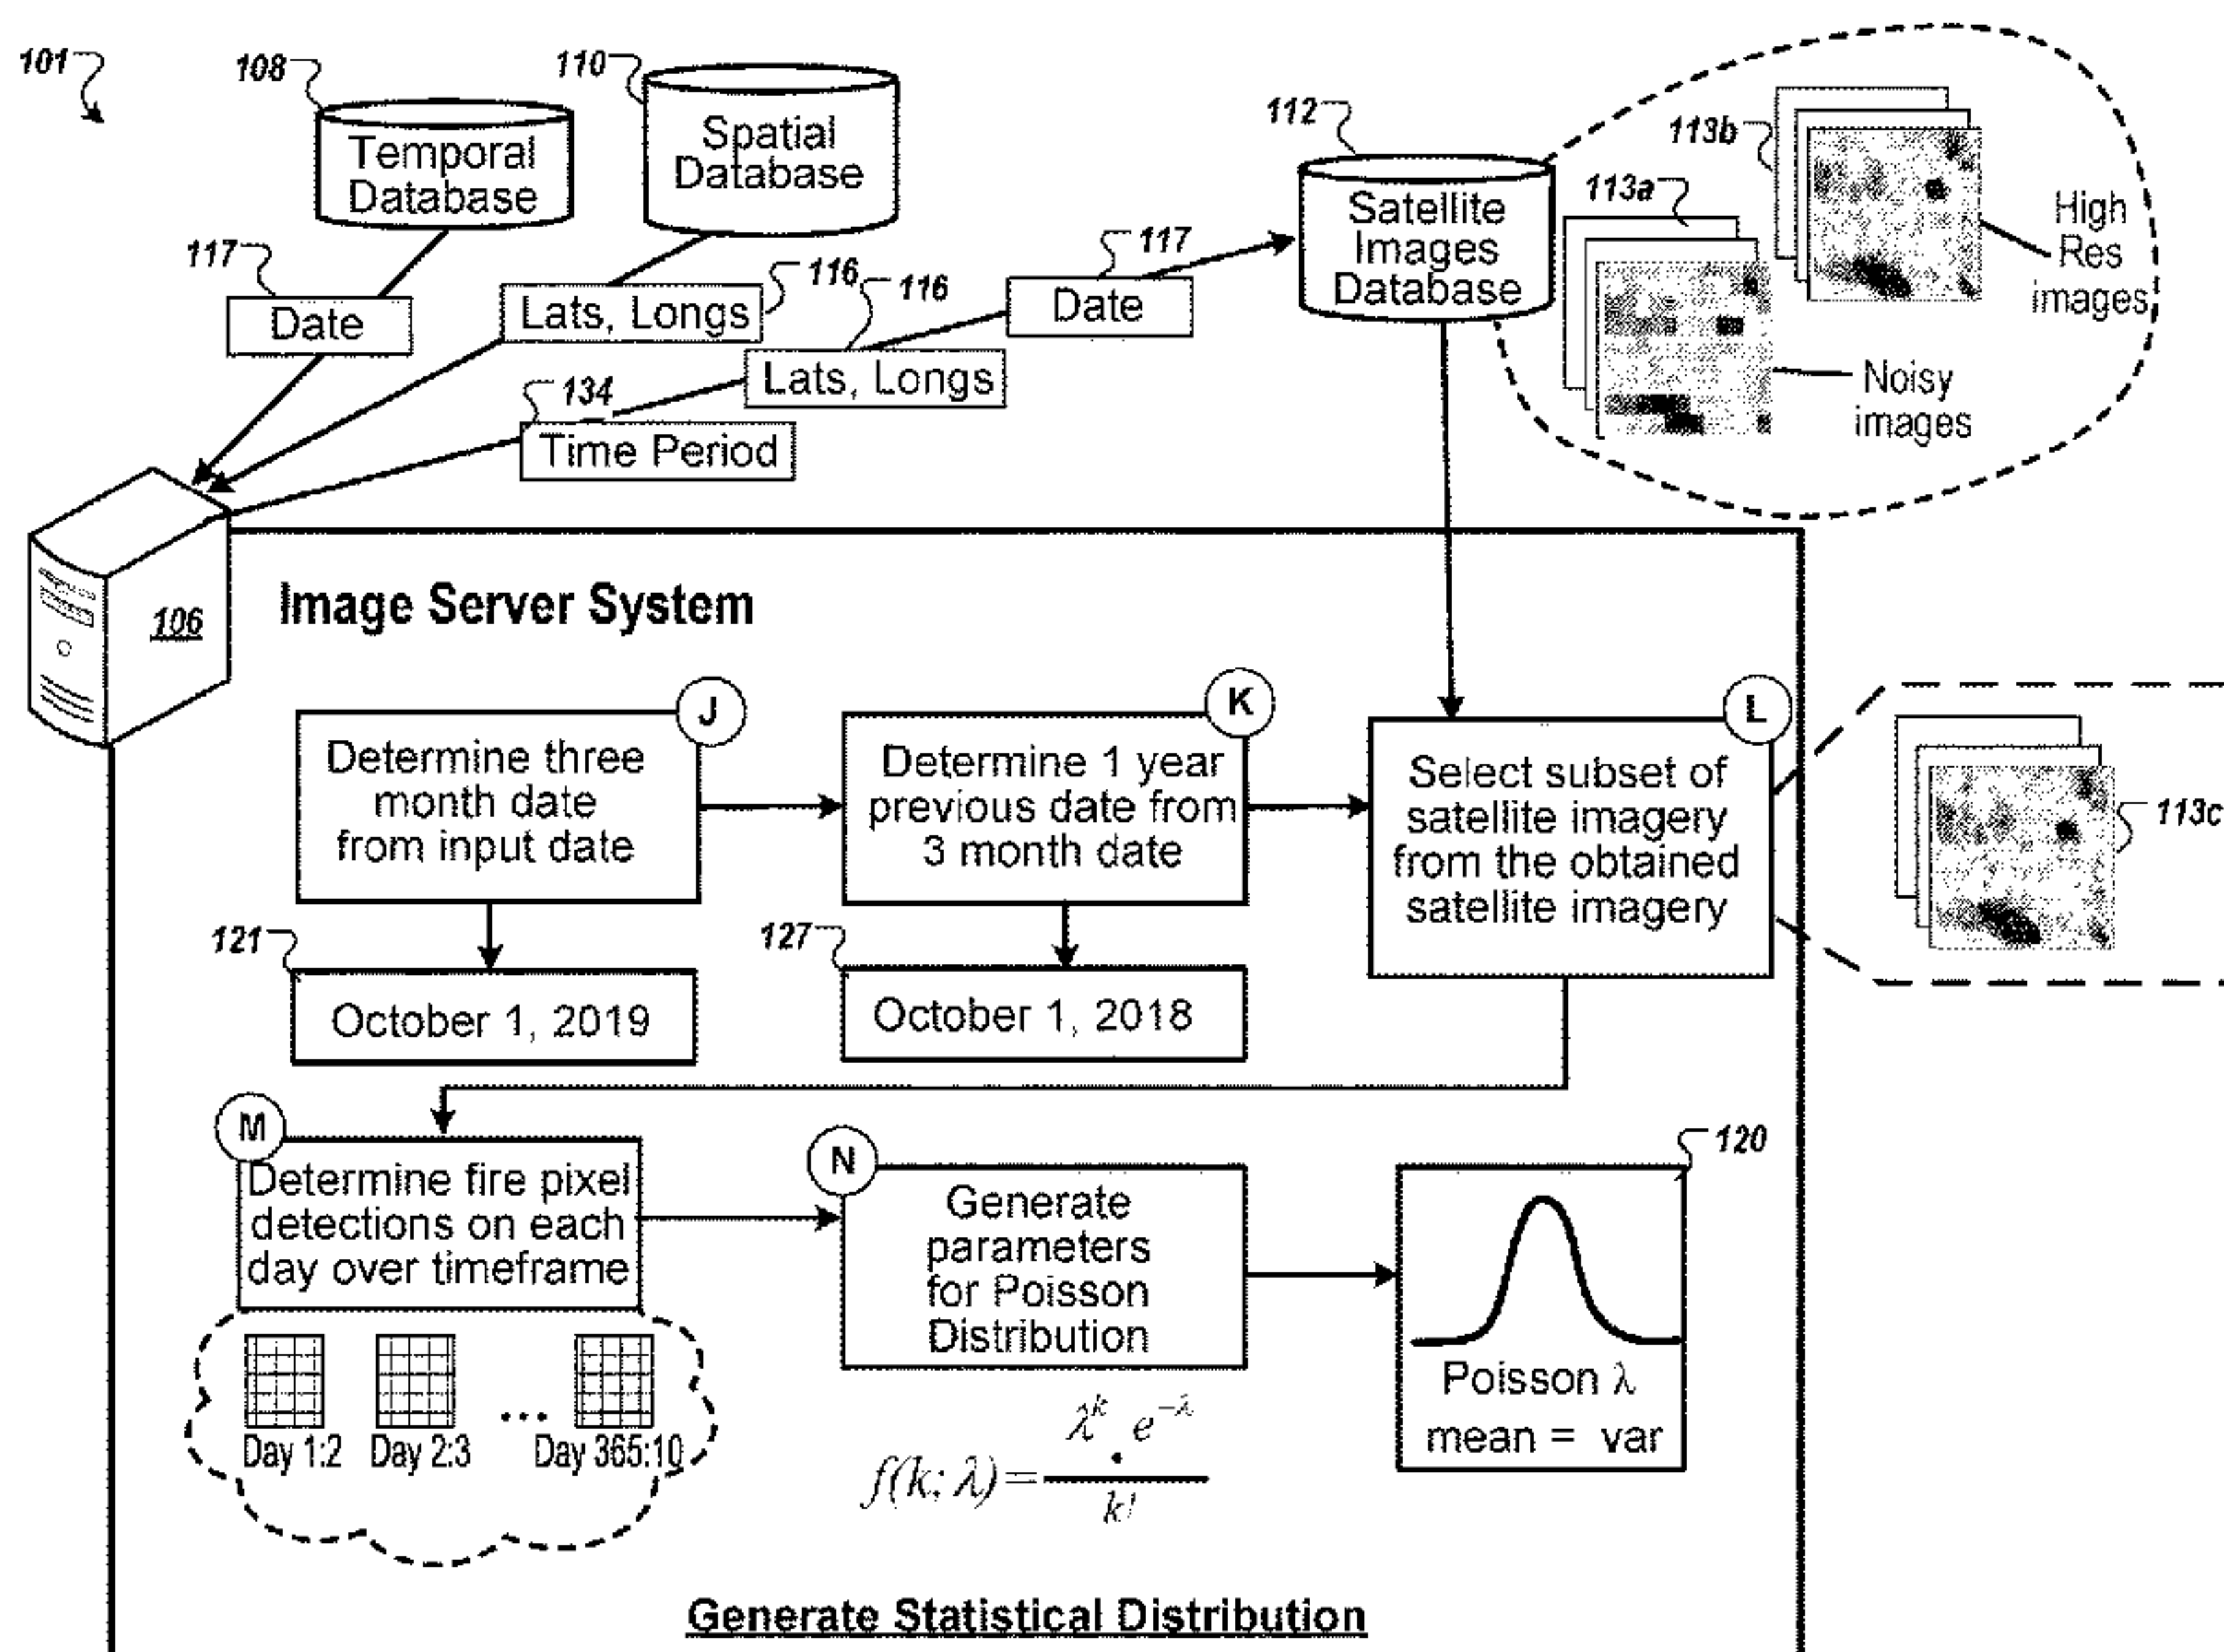 101
108
110
Temporal
Database
Spatial
Database
112
Satellite
Images
Database
113b
113a
High
Res
images
Noisy
images
117
Date
Lats, Longs
116
116
Lats, Longs
117
Date
134
Time Period
106
Image Server System
J
Determine three
month date
from input date
K
Determine 1 year
previous date from
3 month date
L
Select subset of
satellite imagery
from the obtained
satellite imagery
113c
121
October 1, 2019
127
October 1, 2018
M
Determine fire pixel
detections on each
day over timeframe
N
Generate
parameters
for Poisson
Distribution
120
Poisson λ
mean = var
Day 1:2 Day 2:3 ... Day 365:10
f(k; λ) = λ^k · e^−λ / k!
Generate Statistical Distribution